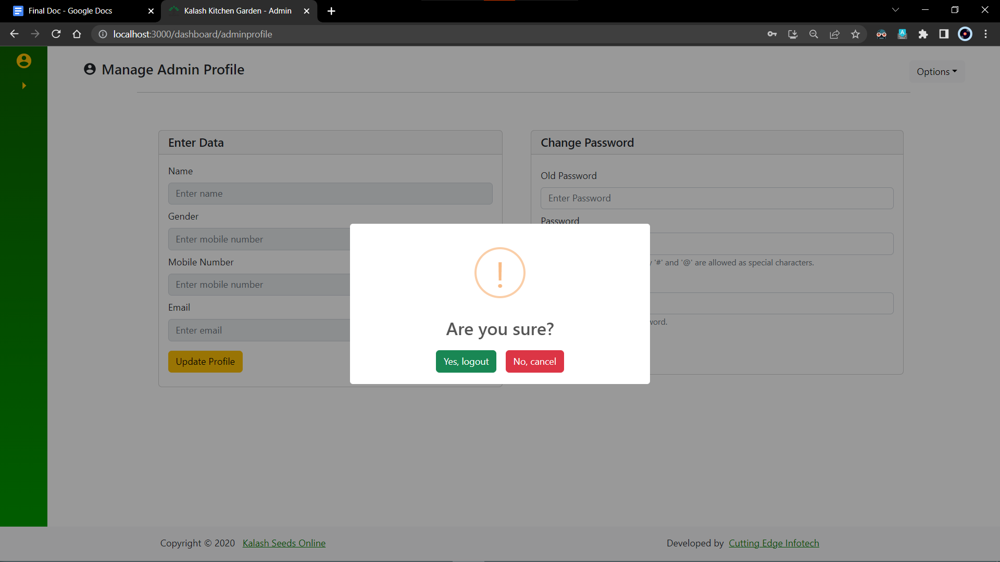 Final Doc - Google Docs
Kalash Kitchen Garden - Admin
localhost:3000/dashboard/adminprofile
Manage Admin Profile
Options
Enter Data
Name
Enter name
Gender
Enter mobile number
Mobile Number
Enter mobile number
Email
Enter email
Update Profile
Change Password
Old Password
Enter Password
Password
'#' and '@' are allowed as special characters.
!
Are you sure?
Yes, logout
No, cancel
Copyright © 2020 Kalash Seeds Online
Developed by Cutting Edge Infotech